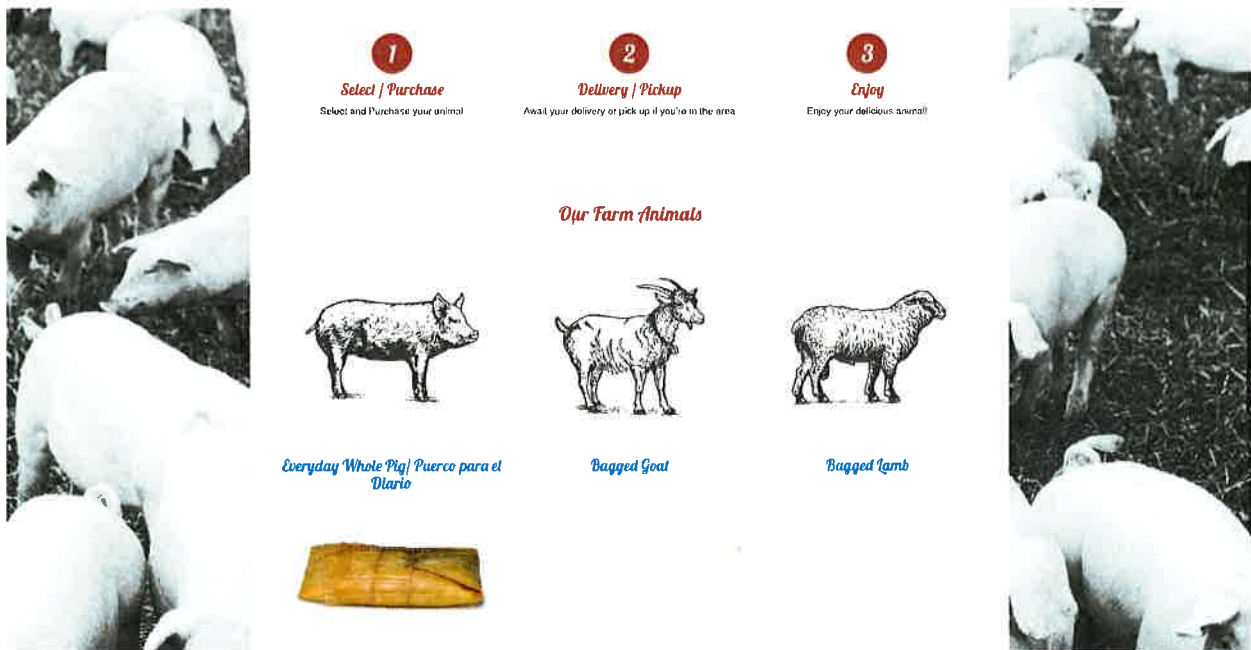 1
2
3
Select / Purchase
Delivery / Pickup
Enjoy
Select and Purchase your animal
Await your delivery or pick up if you're in the area
Enjoy your delicious animal!
Our Farm Animals
Everyday Whole Pig/ Puerco para el
Diario
Bagged Goat
Bagged Lamb